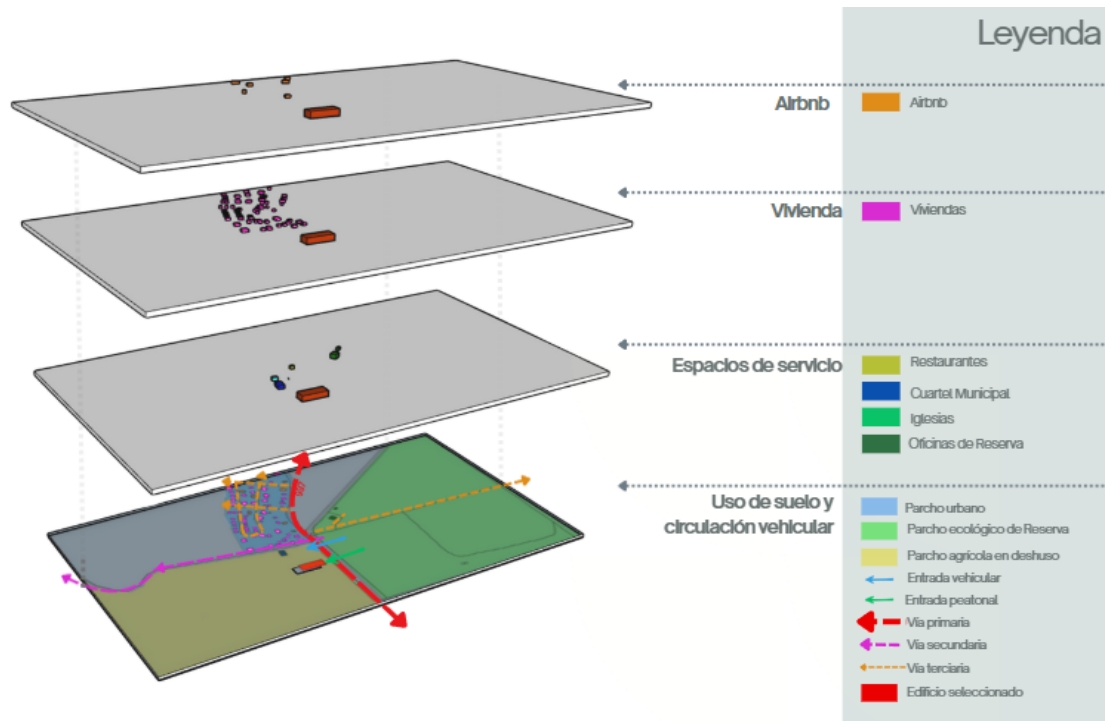 Leyenda
Airbnb
Airbnb
Vivienda
Viviendas
Espacios de servicio
Restaurantes
Cuartel Municipal
Iglesias
Oficinas de Reserva
Uso de suelo y
circulación vehicular
Parcho urbano
Parcho ecológico de Reserva
Parcho agrícola en deshuso
Entrada vehicular
Entrada peatonal
Vía primaria
Vía secundaria
Vía terciaria
Edificio seleccionado